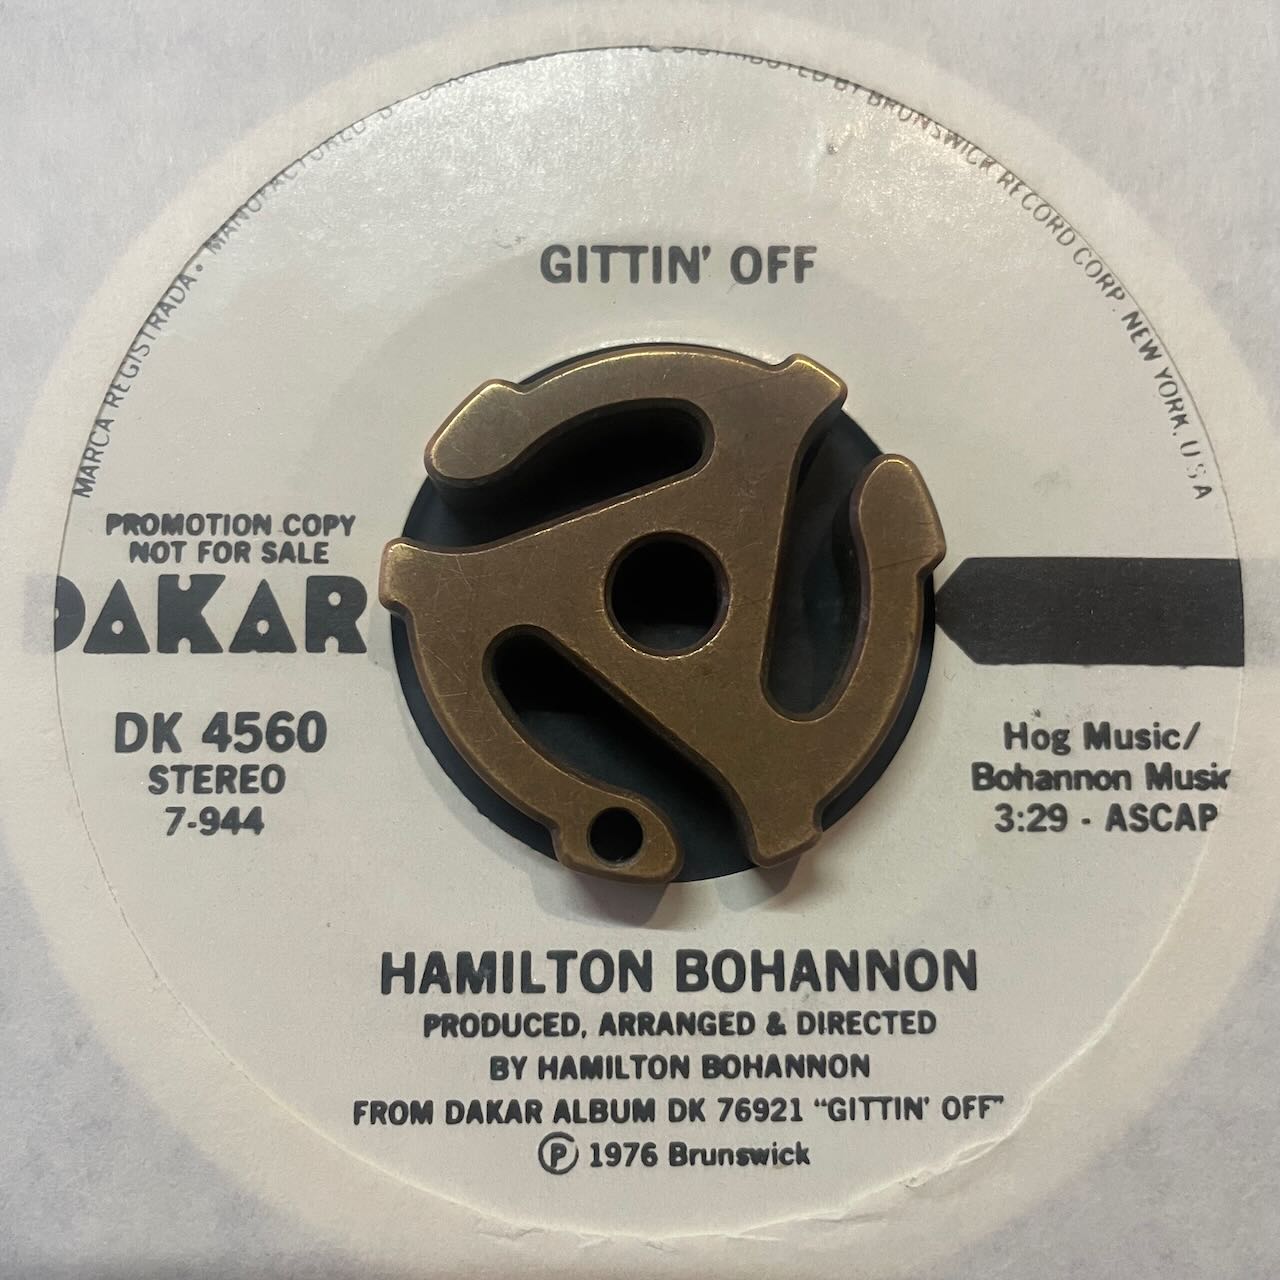 MARCA REGISTRADA • MANUFACTURED DISTRIBUTED BY BRUNSWICK RECORD CORP. NEW YORK, U.S.A
GITTIN' OFF
PROMOTION COPY
NOT FOR SALE
DAKAR
DK 4560
STEREO
7-944
Hog Music/
Bohannon Music
3:29 - ASCAP
HAMILTON BOHANNON
PRODUCED, ARRANGED & DIRECTED
BY HAMILTON BOHANNON
FROM DAKAR ALBUM DK 76921 "GITTIN' OFF"
Ⓟ 1976 Brunswick